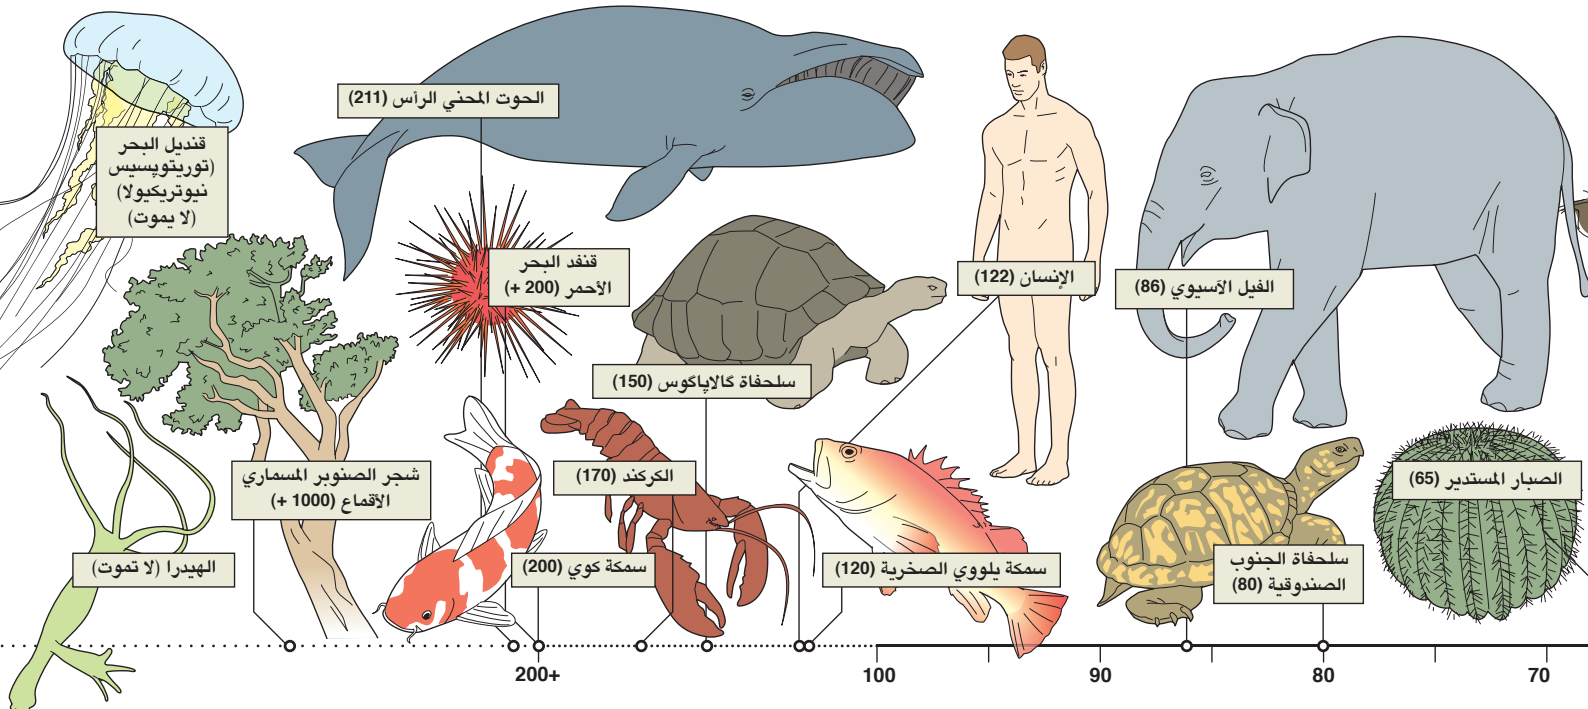 الحوت المحني الرأس (211)
قنديل البحر
(توريتوپسيس
نيوتريكيولا)
(لا يموت)
قنفد البحر
الأحمر (200 +)
الإنسان (122)
الفيل الآسيوي (86)
سلحفاة گالاپاگوس (150)
شجر الصنوبر المسماري
الأقماع (1000 +)
الكركند (170)
الصبار المستدير (65)
الهيدرا (لا تموت)
سمكة كوي (200)
سمكة يلووي الصخرية (120)
سلحفاة الجنوب
الصندوقية (80)
70
80
90
100
200+